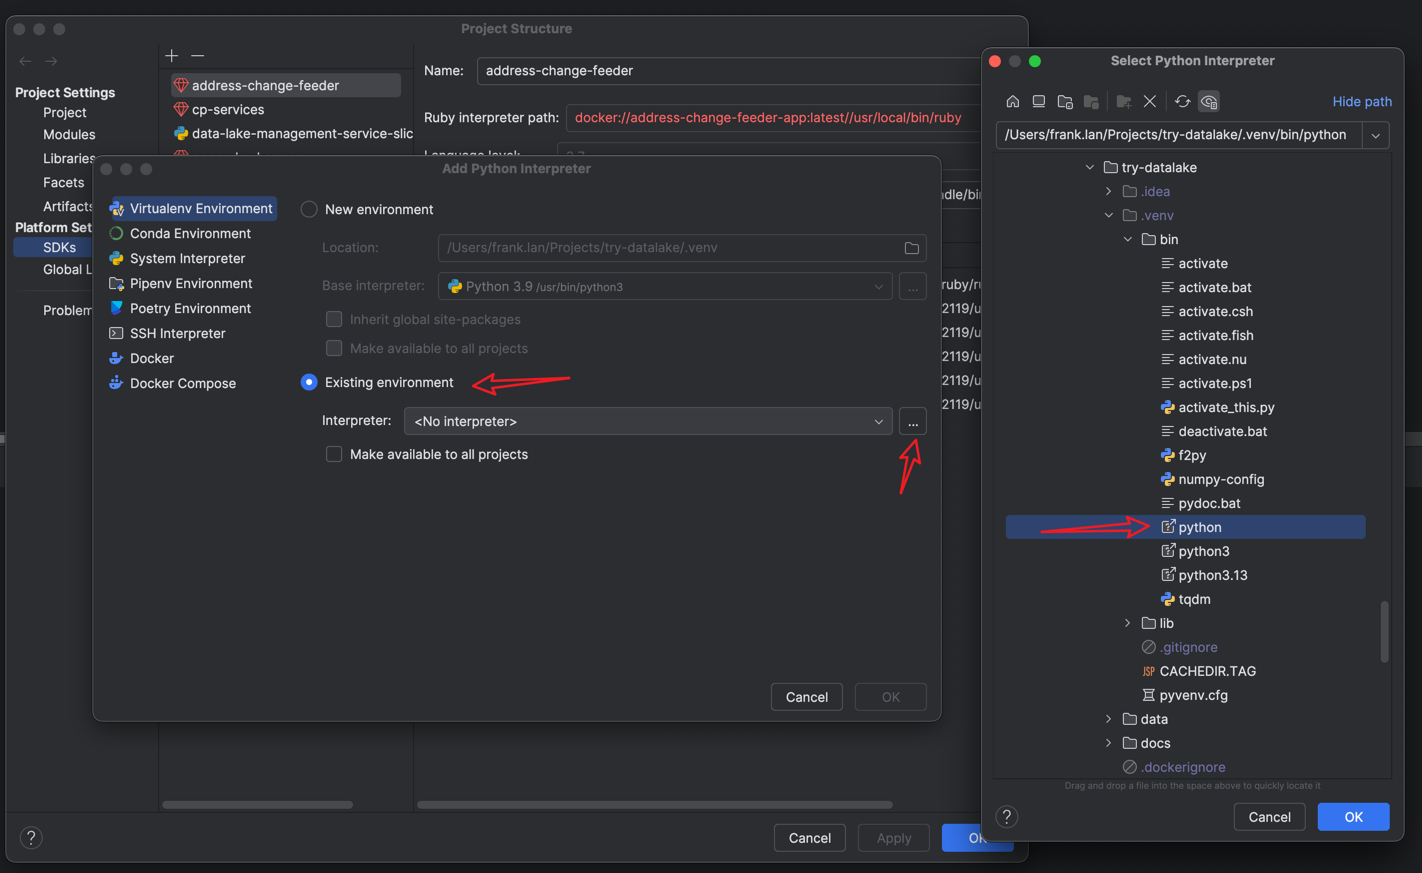 Project Structure
Project Settings
Project
Modules
Libraries
Facets
Artifacts
Platform Set
SDKs
Global L
Problem
address-change-feeder
cp-services
data-lake-management-service-slic
Name:
address-change-feeder
Ruby interpreter path:
docker://address-change-feeder-app:latest//usr/local/bin/ruby
dle/bin
ruby/ru
2119/u
2119/u
2119/u
2119/u
2119/u
?
Cancel
Apply
OK
Add Python Interpreter
Virtualenv Environment
Conda Environment
System Interpreter
Pipenv Environment
Poetry Environment
SSH Interpreter
Docker
Docker Compose
New environment
Location:
/Users/frank.lan/Projects/try-datalake/.venv
Base interpreter:
Python 3.9 /usr/bin/python3
...
Inherit global site-packages
Make available to all projects
Existing environment
Interpreter:
<No interpreter>
...
Make available to all projects
Cancel
OK
Select Python Interpreter
Hide path
/Users/frank.lan/Projects/try-datalake/.venv/bin/python
try-datalake
.idea
.venv
bin
activate
activate.bat
activate.csh
activate.fish
activate.nu
activate.ps1
activate_this.py
deactivate.bat
f2py
numpy-config
pydoc.bat
python
python3
python3.13
tqdm
lib
.gitignore
JSP CACHEDIR.TAG
pyvenv.cfg
data
docs
.dockerignore
Drag and drop a file into the space above to quickly locate it
?
Cancel
OK